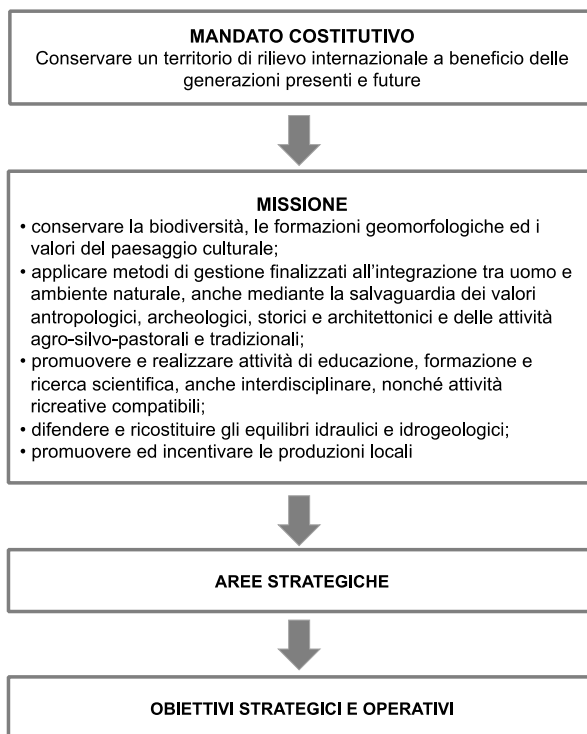 MANDATO COSTITUTIVO
Conservare un territorio di rilievo internazionale a beneficio delle
generazioni presenti e future
MISSIONE
• conservare la biodiversità, le formazioni geomorfologiche ed i
valori del paesaggio culturale;
• applicare metodi di gestione finalizzati all'integrazione tra uomo e
ambiente naturale, anche mediante la salvaguardia dei valori
antropologici, archeologici, storici e architettonici e delle attività
agro-silvo-pastorali e tradizionali;
• promuovere e realizzare attività di educazione, formazione e
ricerca scientifica, anche interdisciplinare, nonché attività
ricreative compatibili;
• difendere e ricostituire gli equilibri idraulici e idrogeologici;
• promuovere ed incentivare le produzioni locali
AREE STRATEGICHE
OBIETTIVI STRATEGICI E OPERATIVI